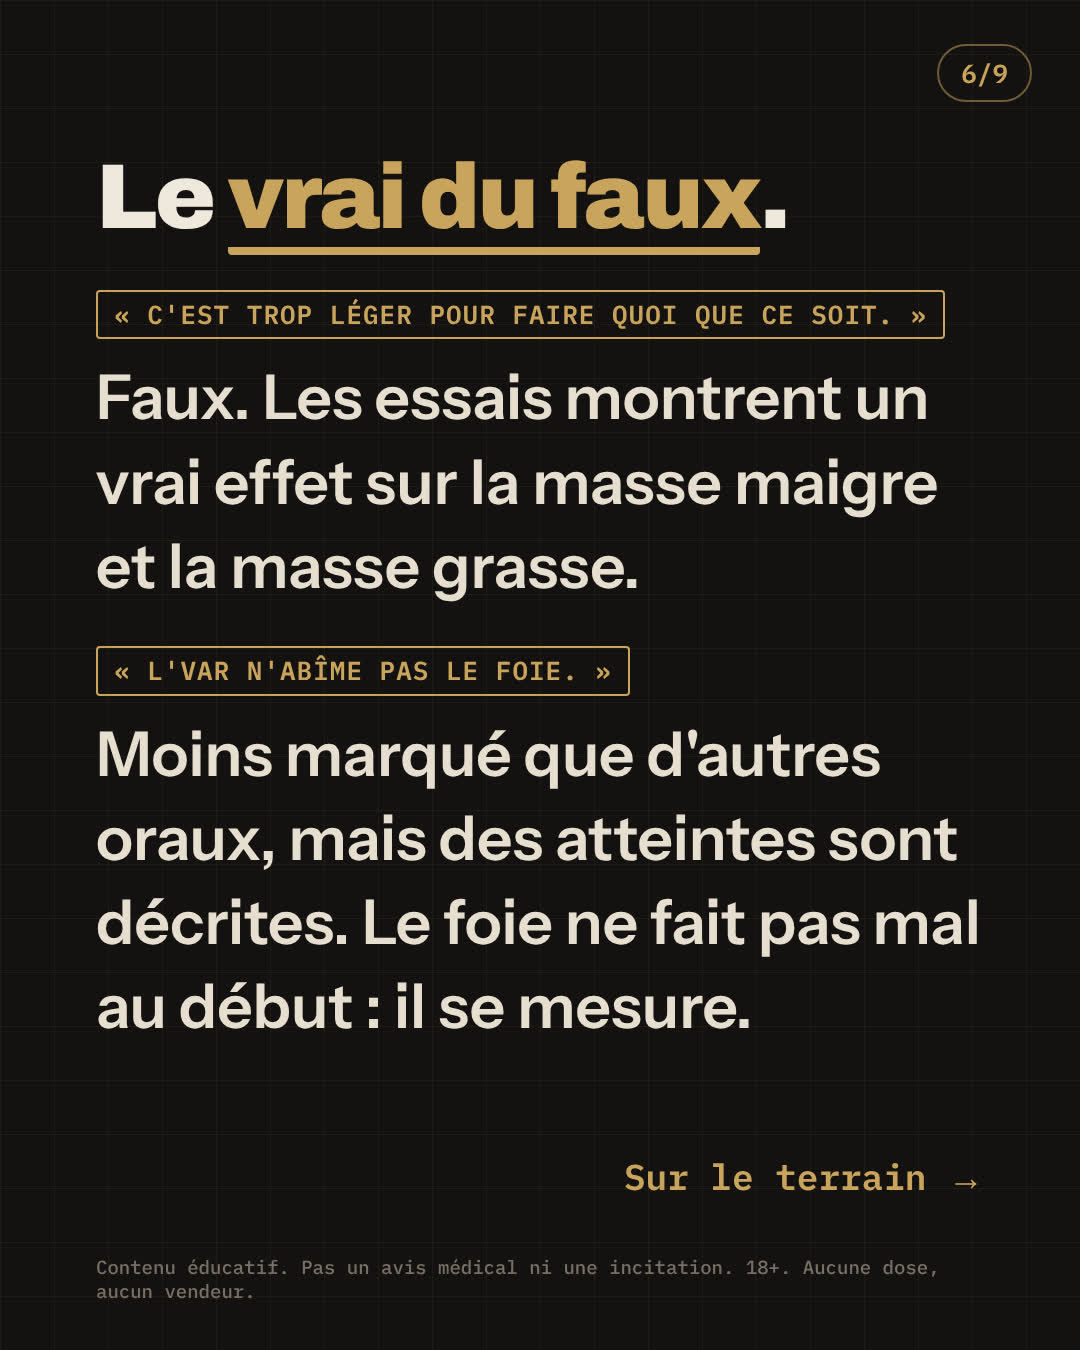 6/9
Le vrai du faux.
« C'EST TROP LÉGER POUR FAIRE QUOI QUE CE SOIT. »
Faux. Les essais montrent un
vrai effet sur la masse maigre
et la masse grasse.
« L'VAR N'ABÎME PAS LE FOIE. »
Moins marqué que d'autres
oraux, mais des atteintes sont
décrites. Le foie ne fait pas mal
au début : il se mesure.
Sur le terrain →
Contenu éducatif. Pas un avis médical ni une incitation. 18+. Aucune dose,
aucun vendeur.